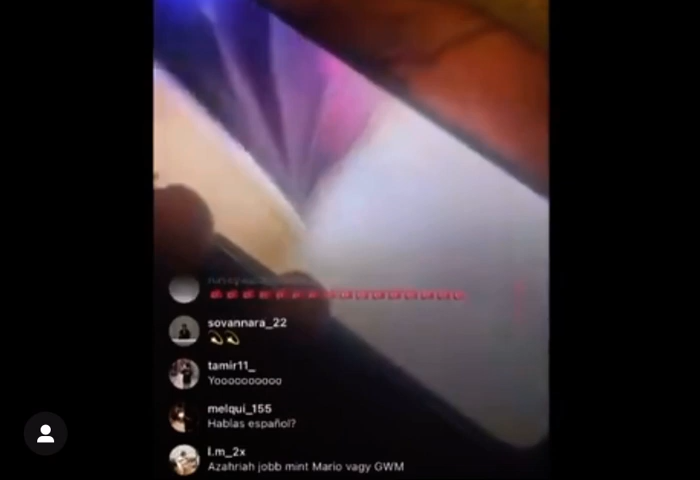 sovannara_22
💫💫
tamir11_
Yoooooooooo
melqui_155
Hablas español?
l.m_2x
Azahriah jobb mint Mario vagy GWM